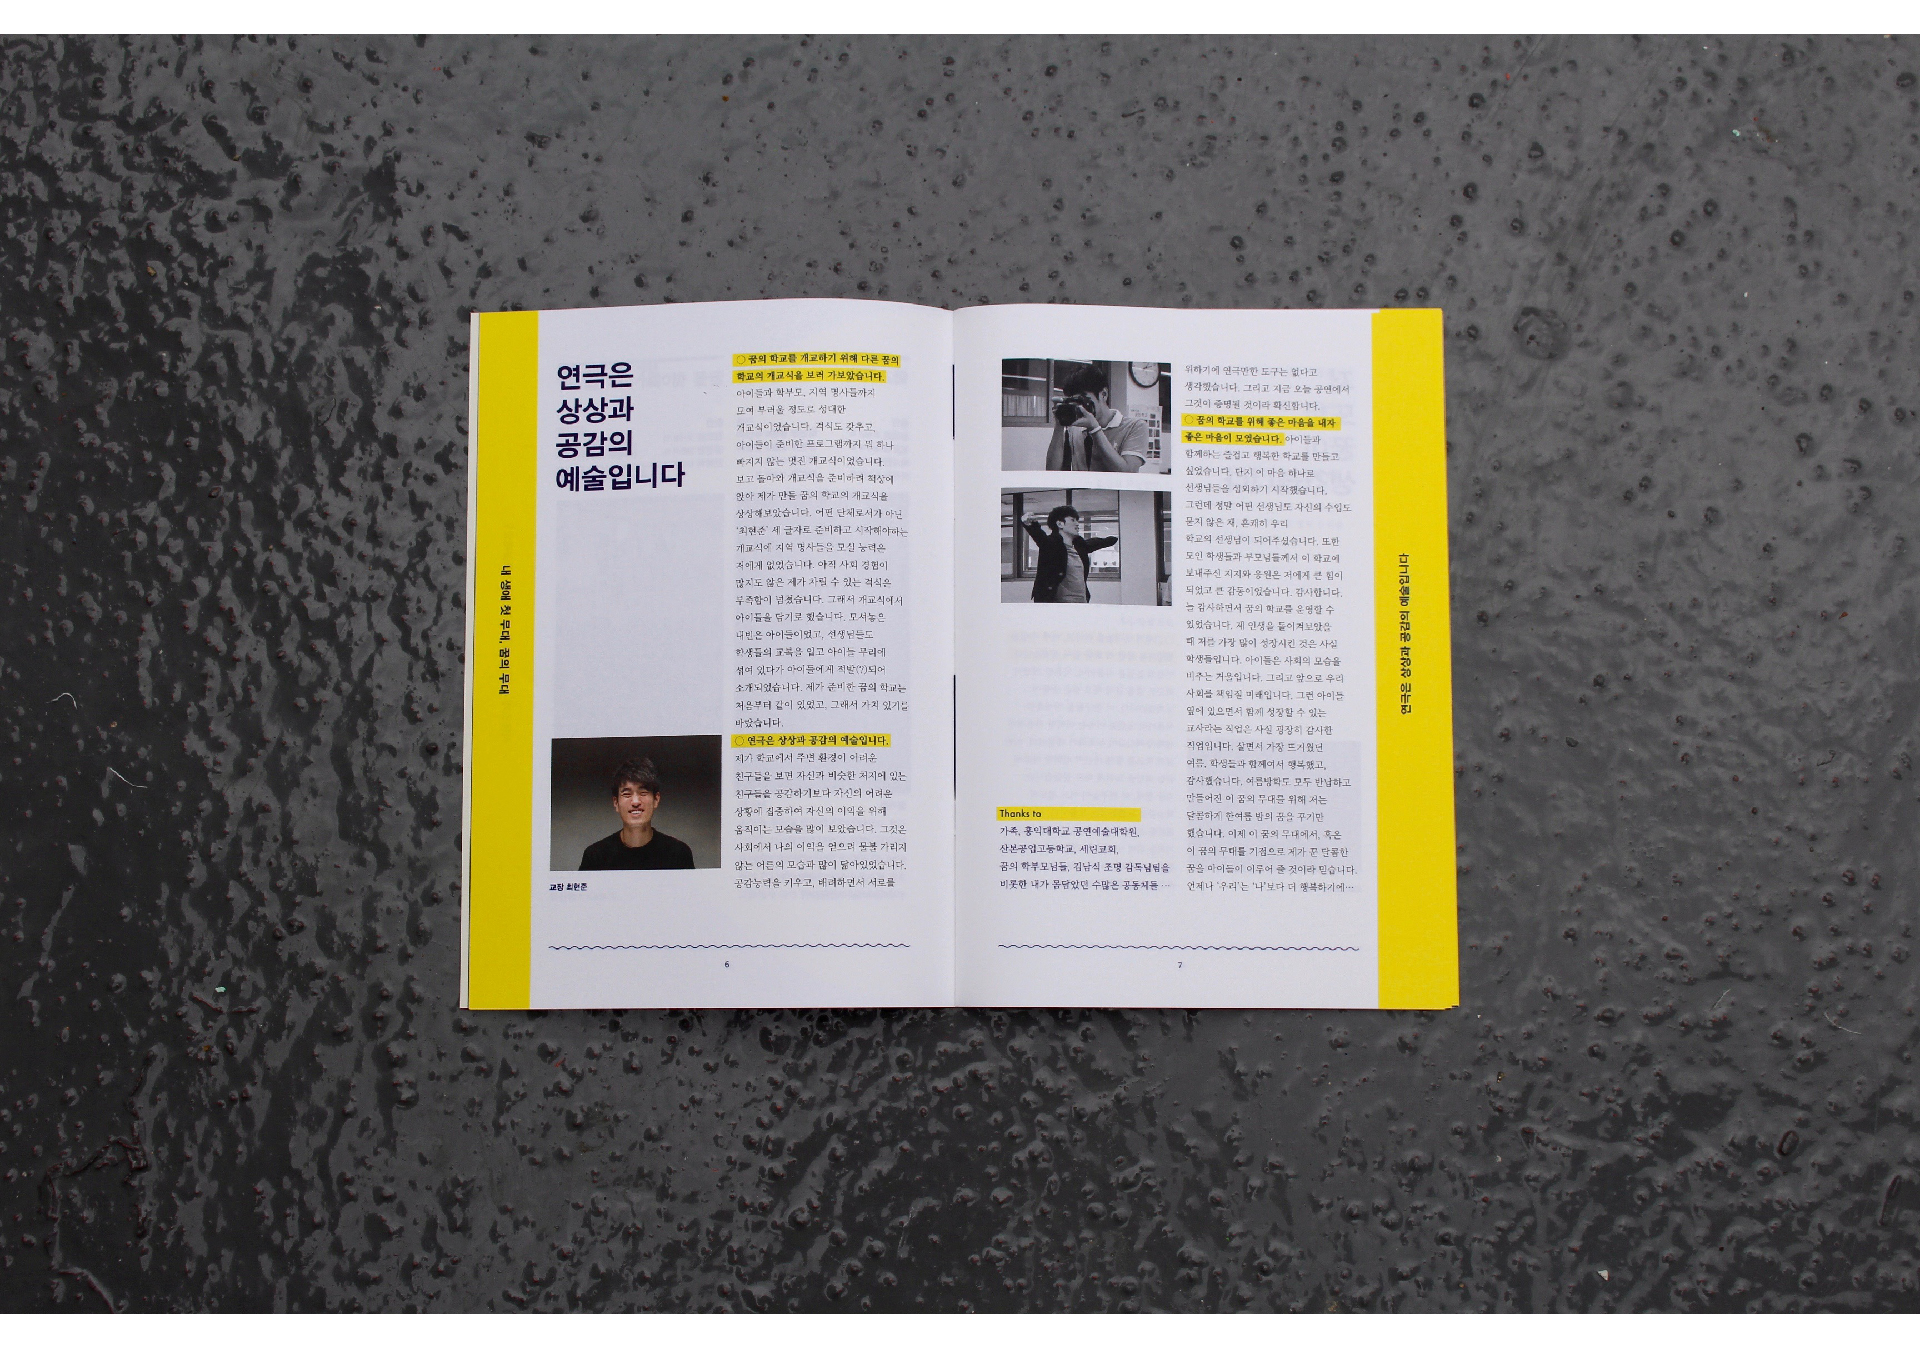 내 생애 첫 무대, 꿈의 무대
연극은
상상과
공감의
예술입니다
교장 최현준
○ 꿈의 학교를 개교하기 위해 다른 꿈의
학교의 개교식을 보러 가보았습니다.
아이들과 학부모, 지역 명사들까지
모여 부러울 정도로 성대한
개교식이었습니다. 격식도 갖추고,
아이들이 준비한 프로그램까지 뭐 하나
빠지지 않는 멋진 개교식이었습니다.
보고 돌아와 개교식을 준비하려 책상에
앉아 제가 만들 꿈의 학교의 개교식을
상상해보았습니다. 어떤 단체로서가 아닌
'최현준' 세 글자로 준비하고 시작해야하는
개교식에 지역 명사들을 모실 능력은
저에게 없었습니다. 아직 사회 경험이
많지도 않은 제가 차릴 수 있는 격식은
부족함이 넘쳤습니다. 그래서 개교식에서
아이들을 담기로 했습니다. 모셔놓은
내빈은 아이들이었고, 선생님들도
학생들의 교복을 입고 아이들 무리에
섞여 있다가 아이들에게 적발(?)되어
소개되었습니다. 제가 준비한 꿈의 학교는
처음부터 같이 있었고, 그래서 가치 있기를
바랐습니다.
○ 연극은 상상과 공감의 예술입니다.
제가 학교에서 주변 환경이 어려운
친구들을 보면 자신과 비슷한 처지에 있는
친구들을 공감하기보다 자신의 어려운
상황에 집중하여 자신의 이익을 위해
움직이는 모습을 많이 보았습니다. 그것은
사회에서 나의 이익을 얻으려 물불 가리지
않는 어른의 모습과 많이 닮아있었습니다.
공감능력을 키우고, 배려하면서 서로를
6
Thanks to
가족, 홍익대학교 공연예술대학원,
산본공업고등학교, 세린교회,
꿈의 학부모님들, 김남식 조명 감독님들을
비롯한 내가 몸담았던 수많은 공동체들 …
위하기에 연극만한 도구는 없다고
생각했습니다. 그리고 지금 오늘 공연에서
그것이 증명될 것이라 확신합니다.
○ 꿈의 학교를 위해 좋은 마음을 내자
좋은 마음이 모였습니다. 아이들과
함께하는 즐겁고 행복한 학교를 만들고
싶었습니다. 단지 이 마음 하나로
선생님들을 섭외하기 시작했습니다.
그런데 정말 어떤 선생님도 자신의 수입도
묻지 않은 채, 흔쾌히 우리
학교의 선생님이 되어주셨습니다. 또한
모인 학생들과 부모님들께서 이 학교에
보내주신 지지와 응원은 저에게 큰 힘이
되었고 큰 감동이었습니다. 감사합니다.
늘 감사하면서 꿈의 학교를 운영할 수
있었습니다. 제 인생을 돌이켜보았을
때 저를 가장 많이 성장시킨 것은 사실
학생들입니다. 아이들은 사회의 모습을
비추는 거울입니다. 그리고 앞으로 우리
사회를 책임질 미래입니다. 그런 아이들
옆에 있으면서 함께 성장할 수 있는
교사라는 직업은 사실 굉장히 감사한
직업입니다. 살면서 가장 뜨거웠던
여름, 학생들과 함께여서 행복했고,
감사했습니다. 여름방학도 모두 반납하고
만들어진 이 꿈의 무대를 위해 저는
달콤하게 한여름 밤의 꿈을 꾸기만
했습니다. 이제 이 꿈의 무대에서, 혹은
이 꿈의 무대를 기점으로 제가 꾼 달콤한
꿈을 아이들이 이루어 줄 것이라 믿습니다.
언제나 '우리'는 '나'보다 더 행복하기에…
7
연극은 상상과 공감의 예술입니다